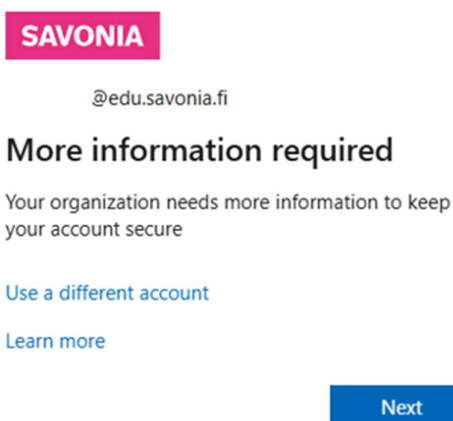 SAVONIA
@edu.savonia.fi
More information required
Your organization needs more information to keep
your account secure
Use a different account
Learn more
Next